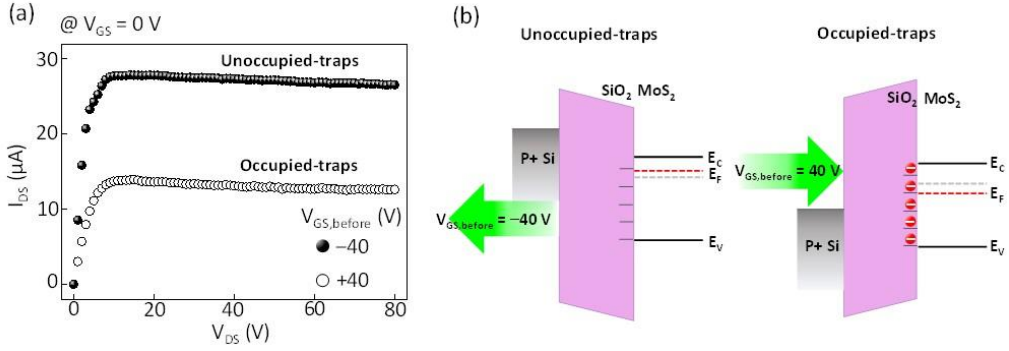 (a)
@ V_GS = 0 V
30
20
10
0
I_DS (μA)
Unoccupied-traps
Occupied-traps
V_GS,before (V)
−40
+40
0
20
40
60
80
V_DS (V)
(b)
Unoccupied-traps
SiO₂ MoS₂
P+ Si
E_C
E_F
V_GS,before = −40 V
E_V
Occupied-traps
SiO₂ MoS₂
V_GS,before = 40 V
E_C
E_F
P+ Si
E_V